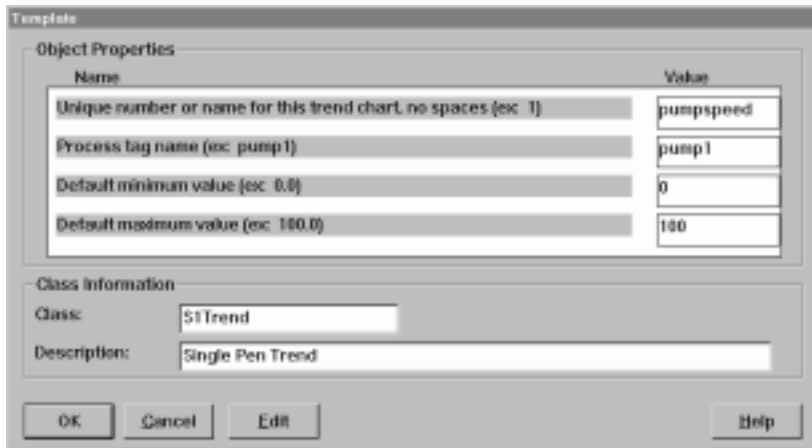 Template
Object Properties
Name Value
Unique number or name for this trend chart, no spaces (ex: 1) pumpspeed
Process tag name (ex: pump1) pump1
Default minimum value (ex: 0.0) 0
Default maximum value (ex: 100.0) 100
Class Information
Class: S1Trend
Description: Single Pen Trend
OK Cancel Edit Help